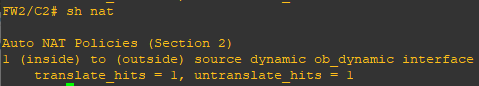 FW2/C2# sh nat
Auto NAT Policies (Section 2)
1 (inside) to (outside) source dynamic ob_dynamic interface
translate_hits = 1, untranslate_hits = 1